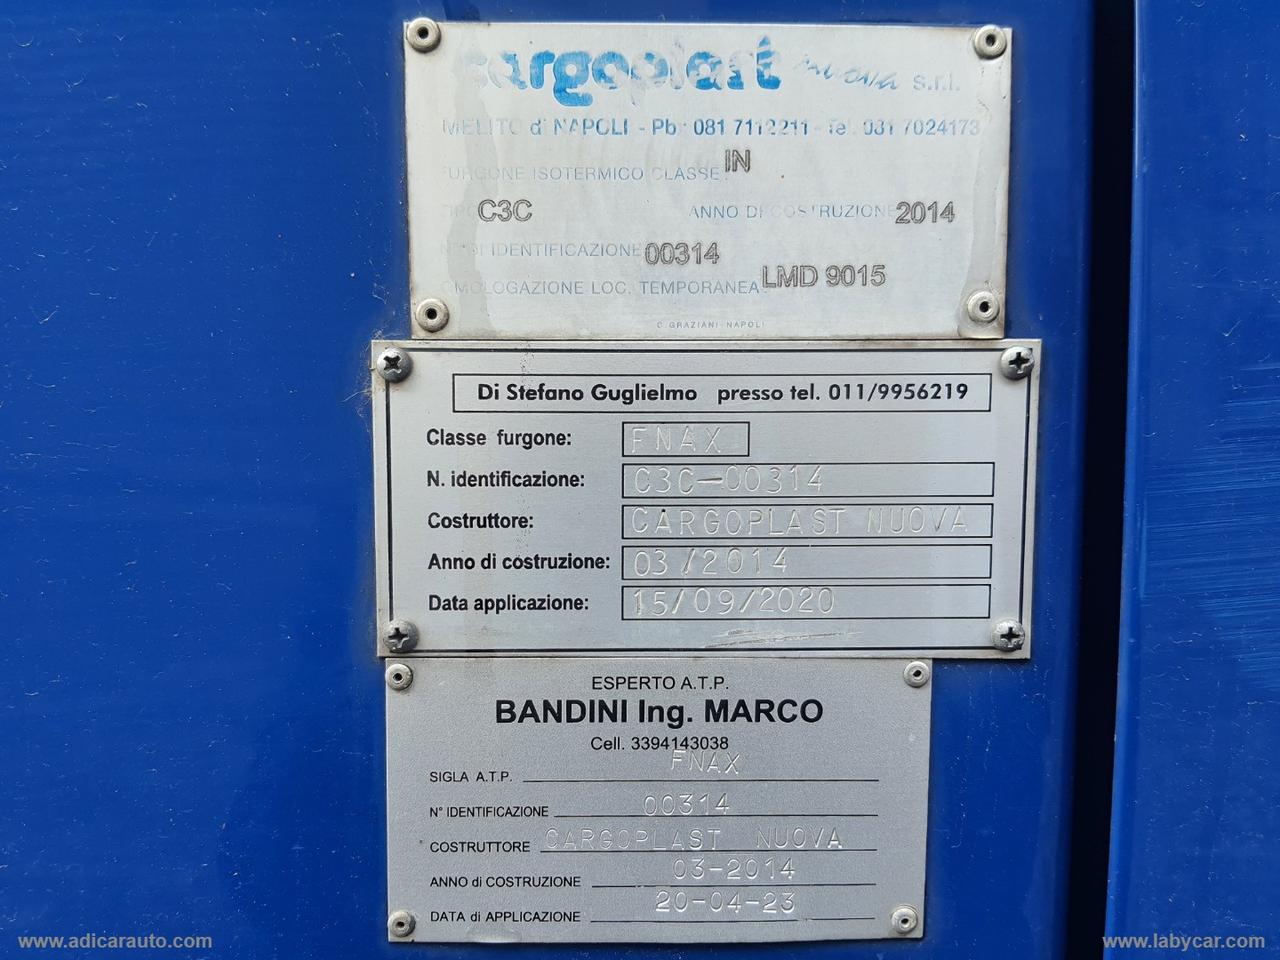 cargoplast nuova s.r.l.
MELITO di NAPOLI - Pbx 081 7112211 - Tel. 081 7024173
FURGONE ISOTERMICO CLASSE: IN
TIPO C3C ANNO DI COSTRUZIONE 2014
N° DI IDENTIFICAZIONE 00314
OMOLOGAZIONE LOC. TEMPORANEA: LMD 9015
C. GRAZIANI - NAPOLI
Di Stefano Guglielmo presso tel. 011/9956219
Classe furgone: FNAX
N. identificazione: C3C-00314
Costruttore: CARGOPLAST NUOVA
Anno di costruzione: 03/2014
Data applicazione: 15/09/2020
ESPERTO A.T.P.
BANDINI Ing. MARCO
Cell. 3394143038
SIGLA A.T.P. FNAX
N° IDENTIFICAZIONE 00314
COSTRUTTORE CARGOPLAST NUOVA
ANNO di COSTRUZIONE 03-2014
DATA di APPLICAZIONE 20-04-23
www.adicarauto.com
www.labycar.com